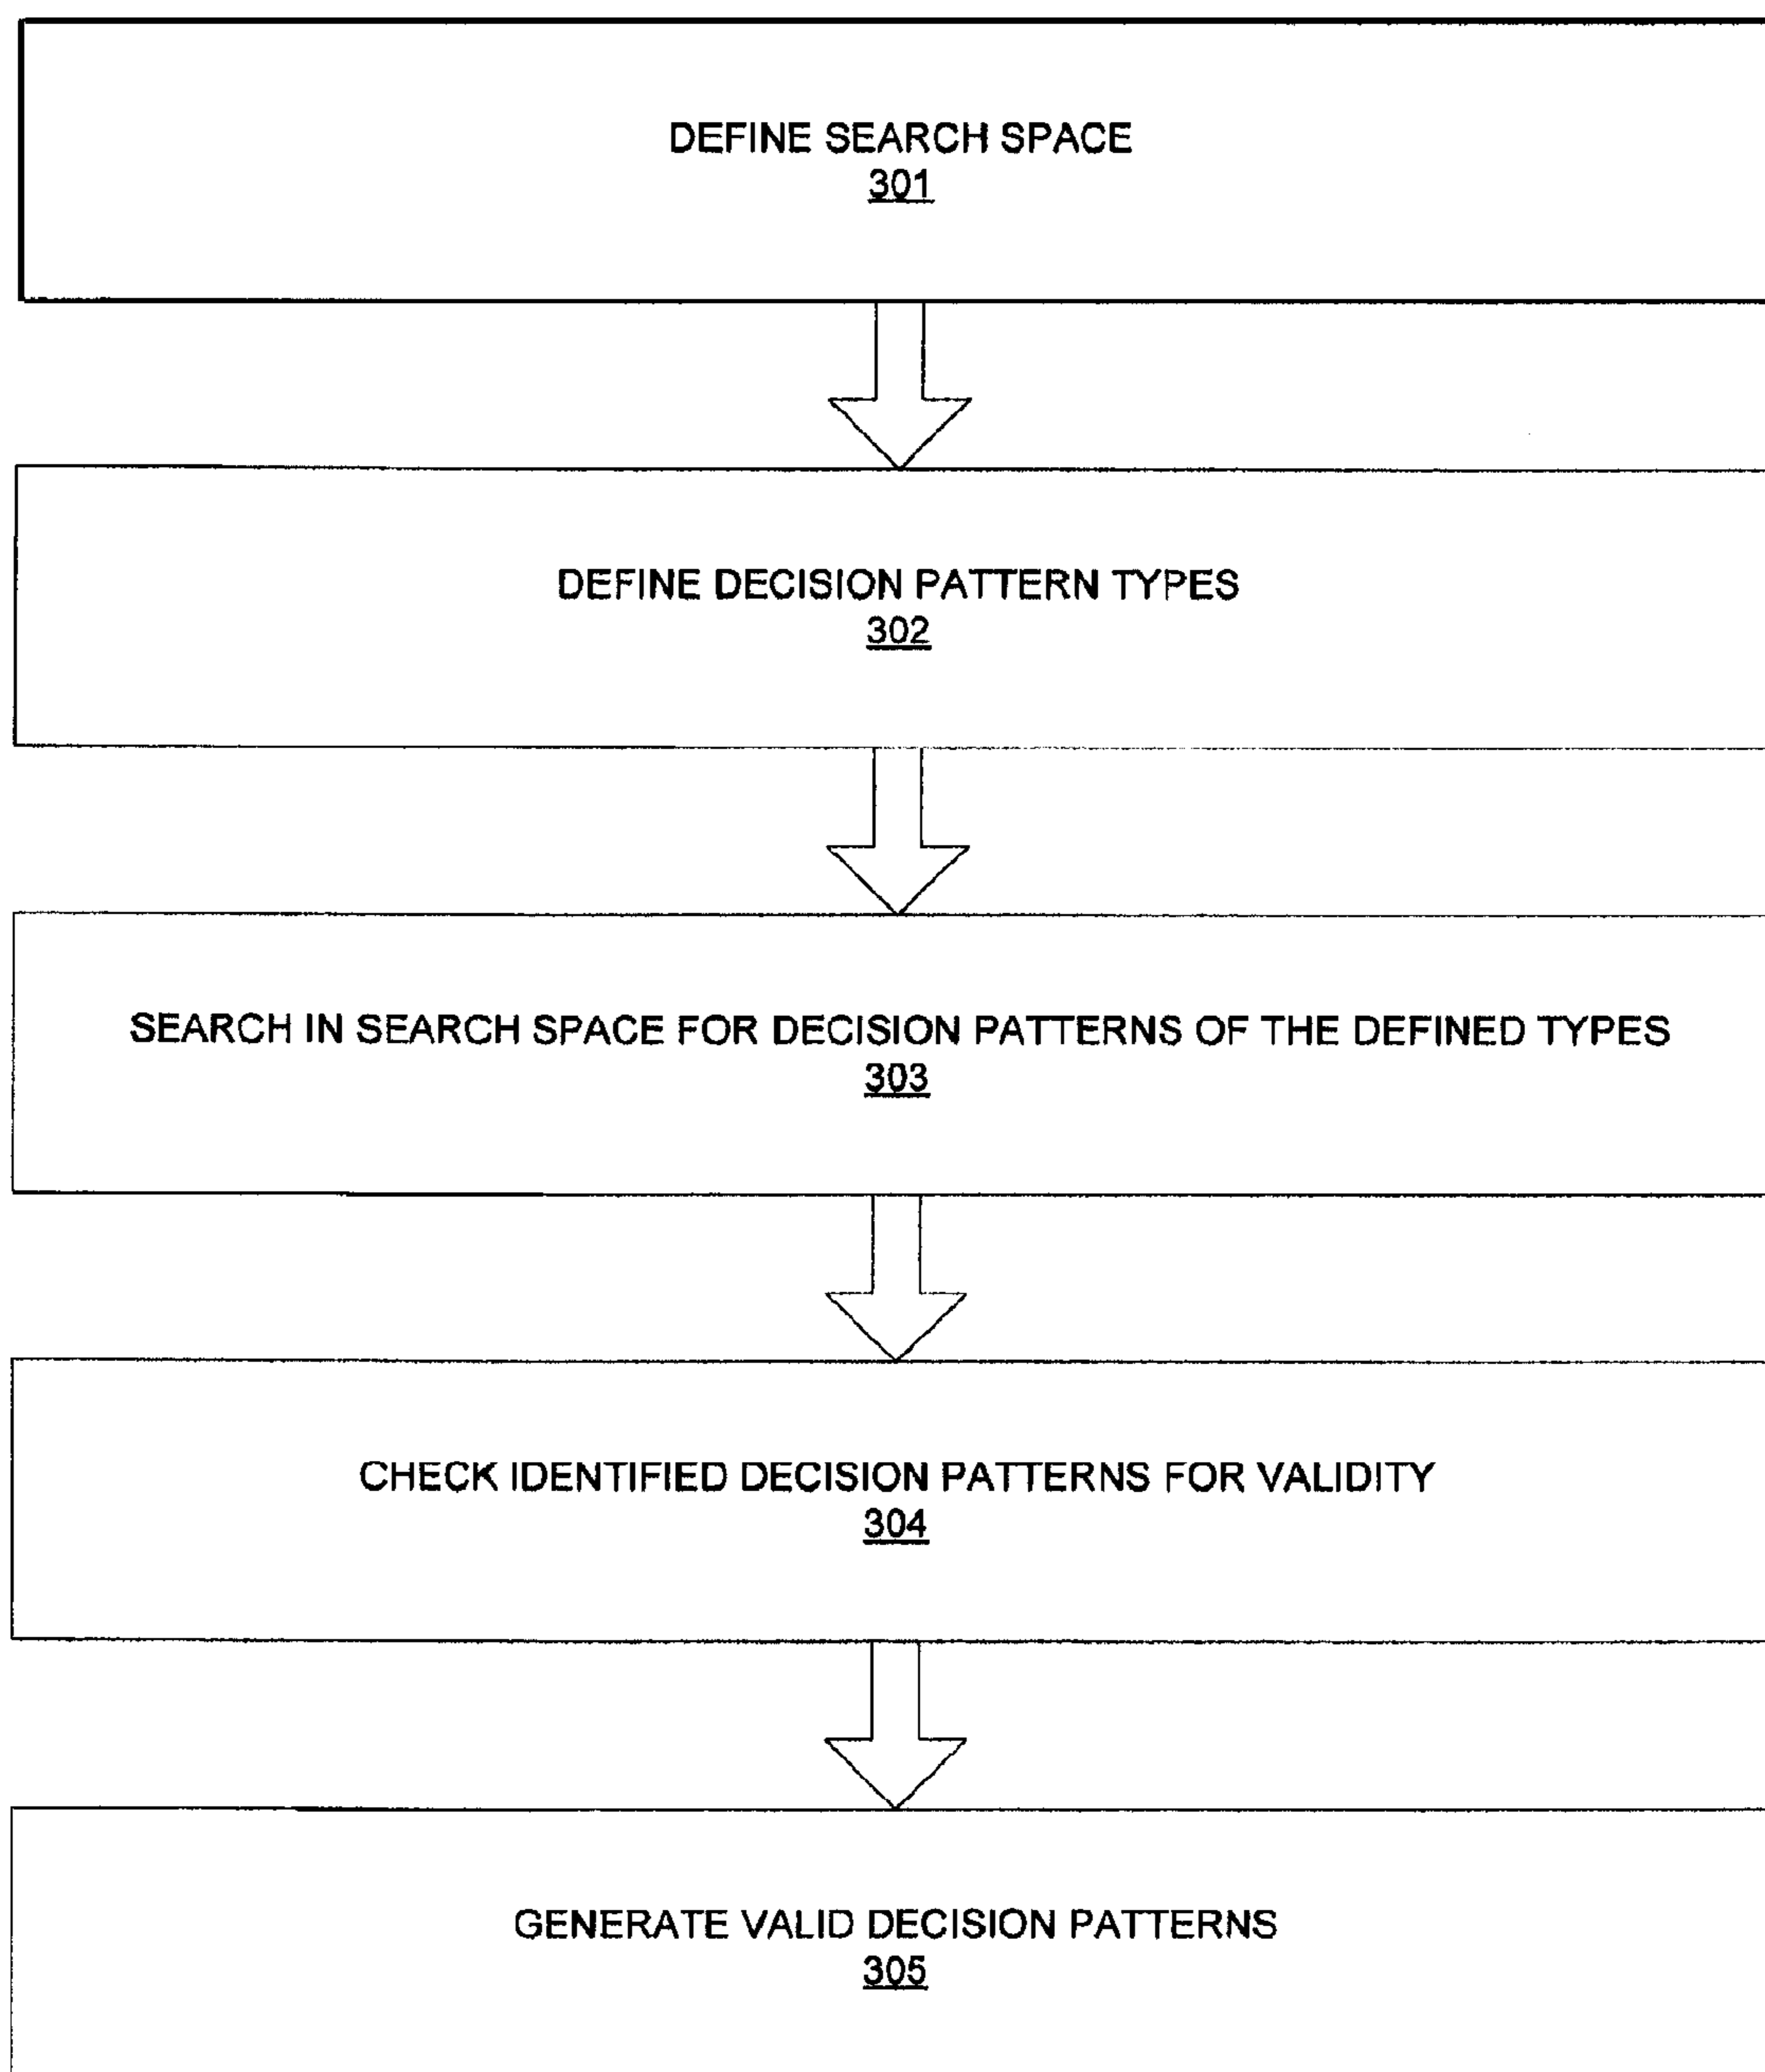 DEFINE SEARCH SPACE
301
DEFINE DECISION PATTERN TYPES
302
SEARCH IN SEARCH SPACE FOR DECISION PATTERNS OF THE DEFINED TYPES
303
CHECK IDENTIFIED DECISION PATTERNS FOR VALIDITY
304
GENERATE VALID DECISION PATTERNS
305